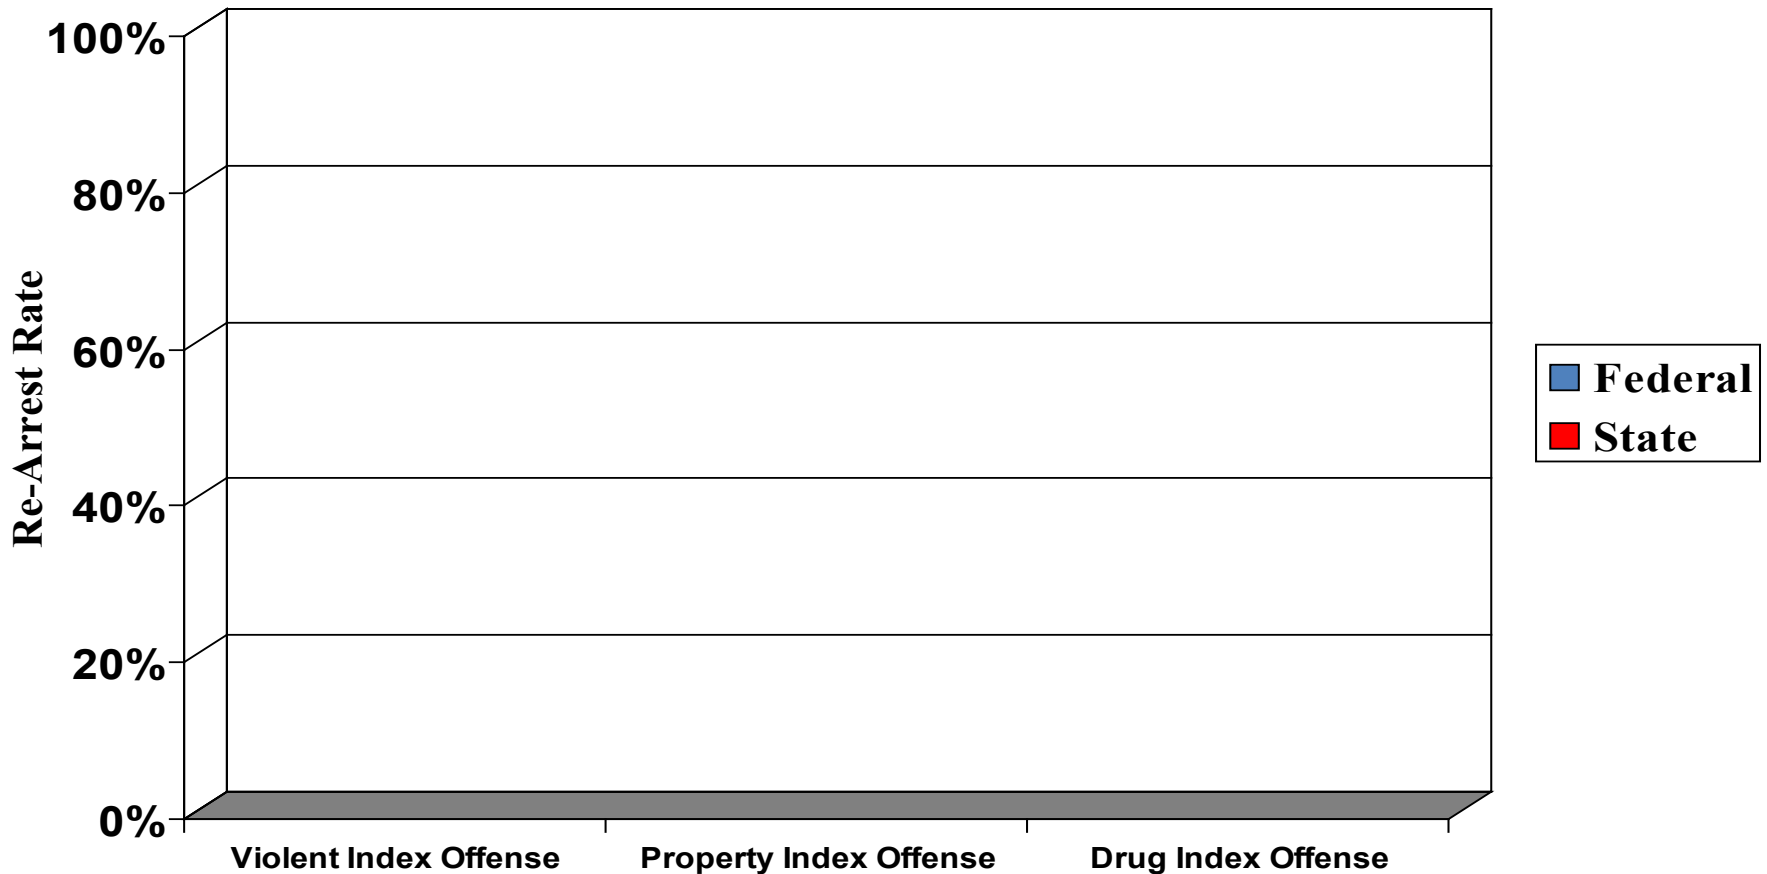 100%
80%
60%
40%
20%
0%
Re-Arrest Rate
Violent Index Offense
Property Index Offense
Drug Index Offense
Federal
State